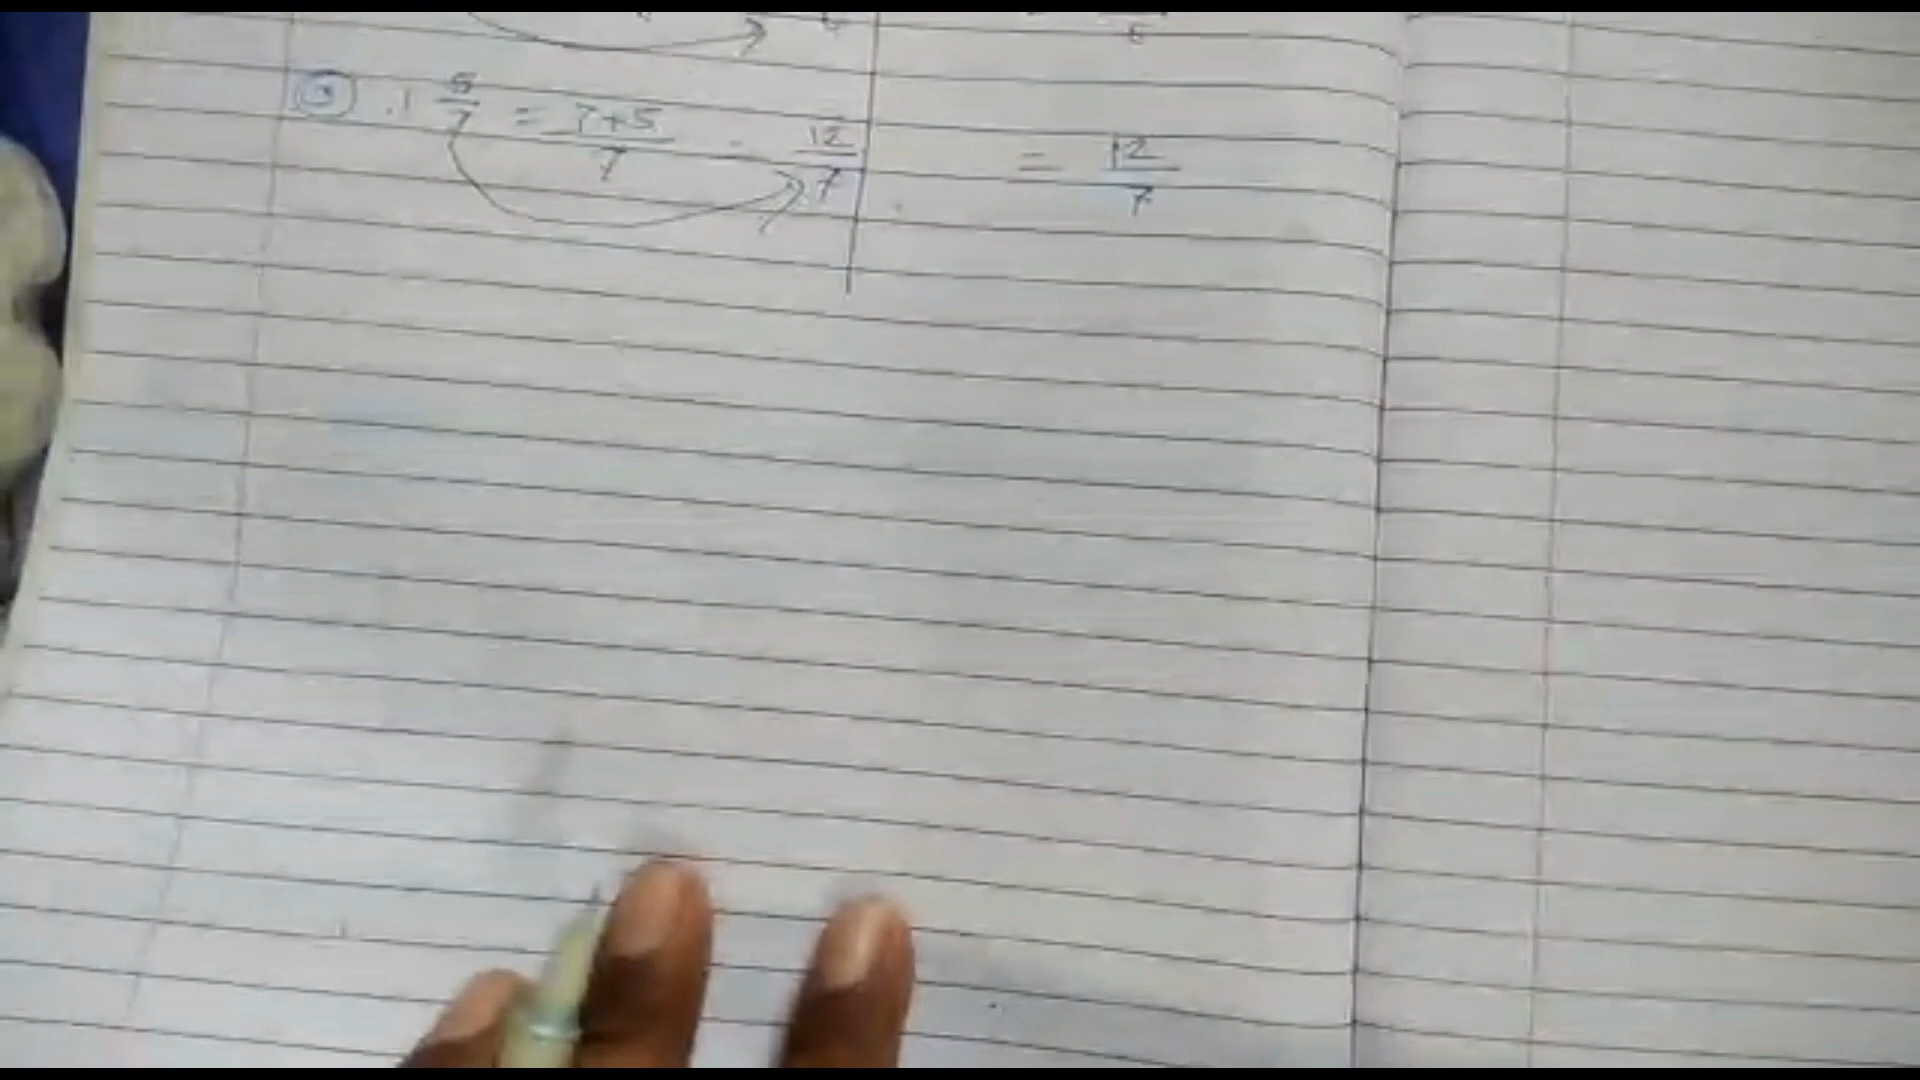 ③ . 1 5/7 = 7+5/7 = 12/7 = 12/7